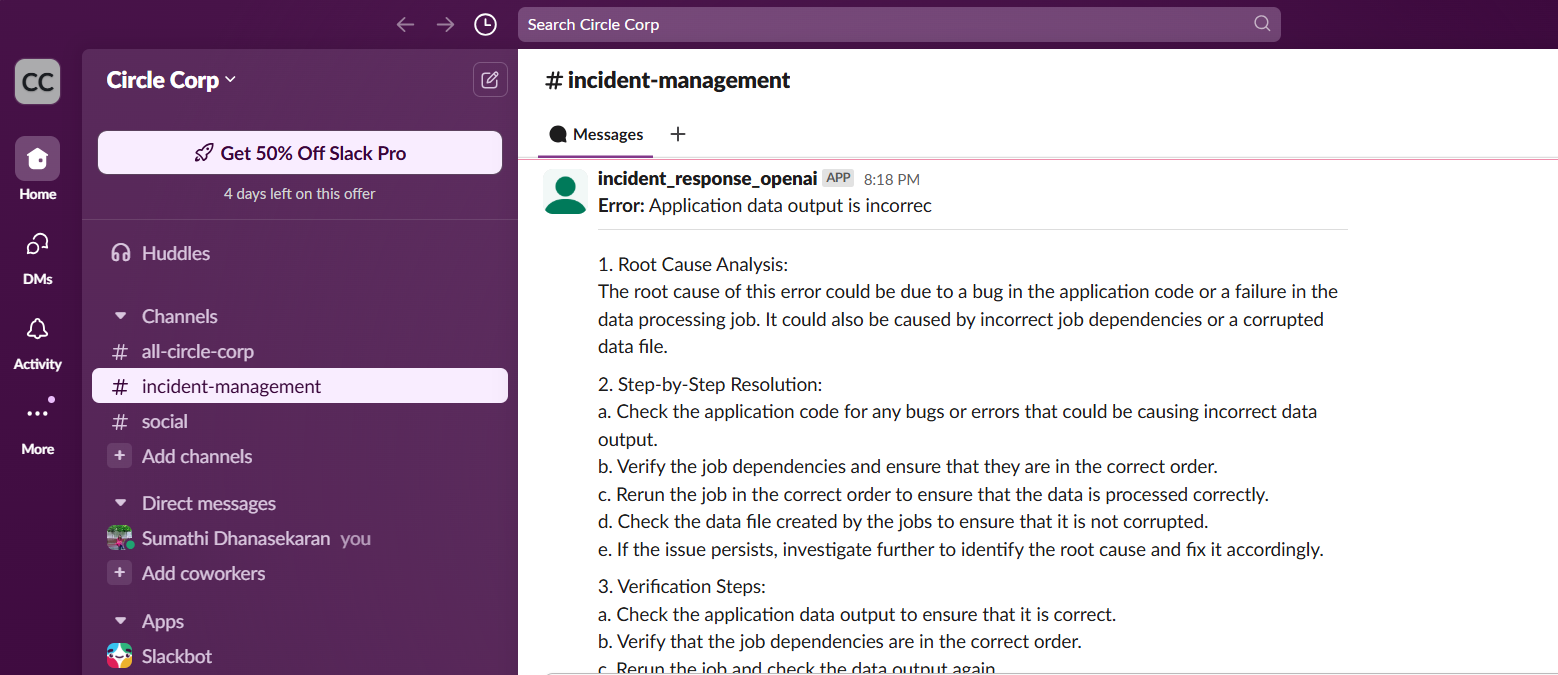 Search Circle Corp
CC
Home
DMs
Activity
More
Circle Corp
Get 50% Off Slack Pro
4 days left on this offer
Huddles
Channels
# all-circle-corp
# incident-management
# social
+ Add channels
Direct messages
Sumathi Dhanasekaran you
+ Add coworkers
Apps
Slackbot
# incident-management
Messages +
incident_response_openai APP 8:18 PM
Error: Application data output is incorrec
1. Root Cause Analysis:
The root cause of this error could be due to a bug in the application code or a failure in the
data processing job. It could also be caused by incorrect job dependencies or a corrupted
data file.
2. Step-by-Step Resolution:
a. Check the application code for any bugs or errors that could be causing incorrect data
output.
b. Verify the job dependencies and ensure that they are in the correct order.
c. Rerun the job in the correct order to ensure that the data is processed correctly.
d. Check the data file created by the jobs to ensure that it is not corrupted.
e. If the issue persists, investigate further to identify the root cause and fix it accordingly.
3. Verification Steps:
a. Check the application data output to ensure that it is correct.
b. Verify that the job dependencies are in the correct order.
c. Rerun the job and check the data output again